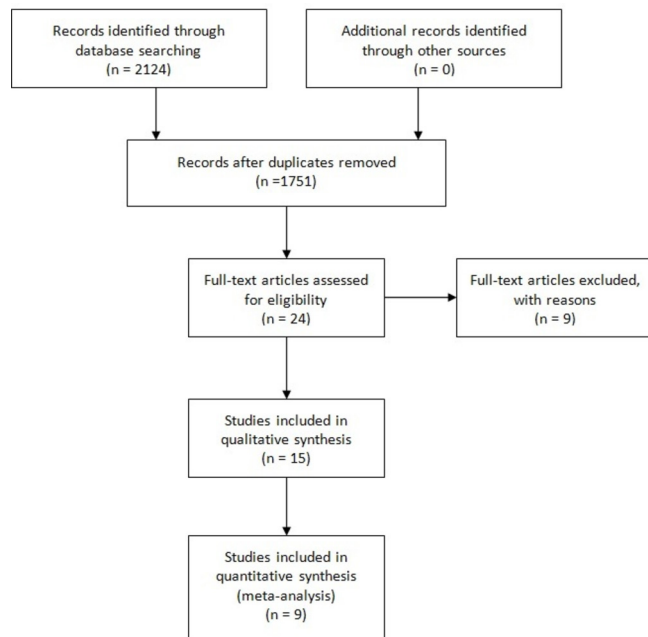 Records identified through
database searching
(n = 2124)
Additional records identified
through other sources
(n = 0)
Records after duplicates removed
(n =1751)
Full-text articles assessed
for eligibility
(n = 24)
Full-text articles excluded,
with reasons
(n = 9)
Studies included in
qualitative synthesis
(n = 15)
Studies included in
quantitative synthesis
(meta-analysis)
(n = 9)